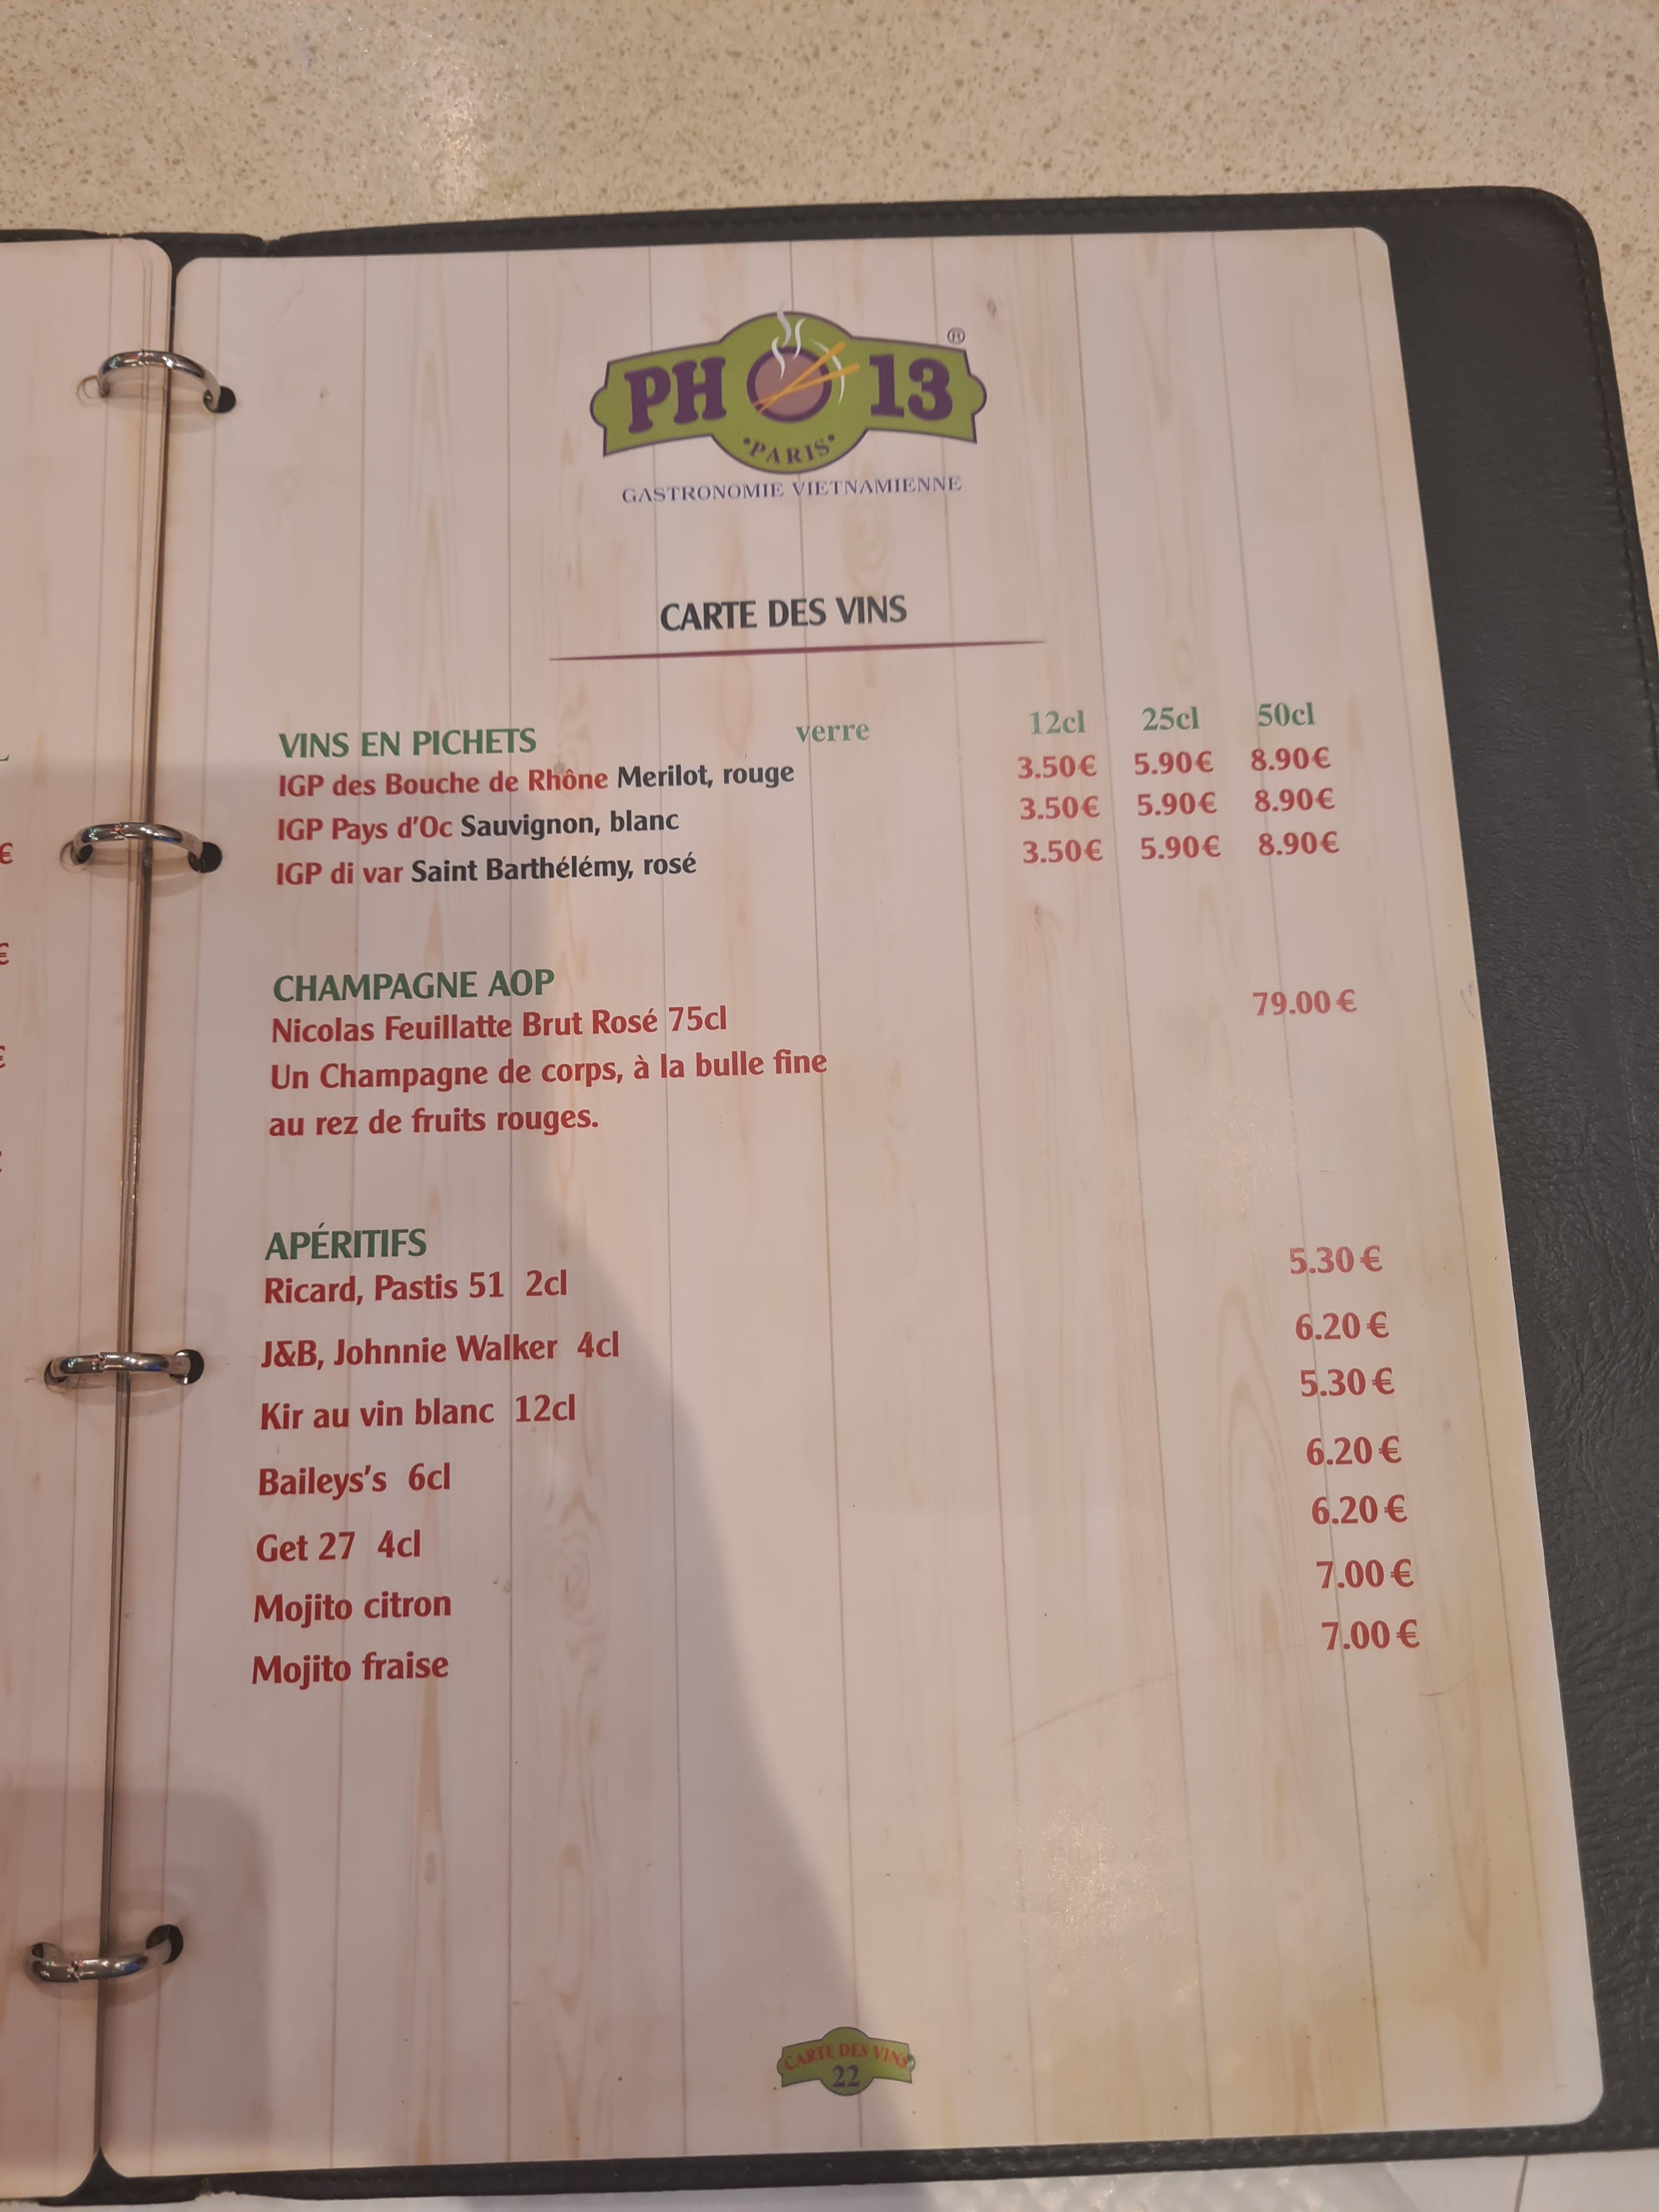 PHO 13 ®
•PARIS•
GASTRONOMIE VIETNAMIENNE
CARTE DES VINS
VINS EN PICHETS verre 12cl 25cl 50cl
IGP des Bouche de Rhône Merilot, rouge 3.50€ 5.90€ 8.90€
IGP Pays d'Oc Sauvignon, blanc 3.50€ 5.90€ 8.90€
IGP di var Saint Barthélémy, rosé 3.50€ 5.90€ 8.90€
CHAMPAGNE AOP
Nicolas Feuillatte Brut Rosé 75cl 79.00€
Un Champagne de corps, à la bulle fine
au rez de fruits rouges.
APÉRITIFS
Ricard, Pastis 51 2cl 5.30€
J&B, Johnnie Walker 4cl 6.20€
Kir au vin blanc 12cl 5.30€
Baileys's 6cl 6.20€
Get 27 4cl 6.20€
Mojito citron 7.00€
Mojito fraise 7.00€
CARTE DES VINS
22
€
€
€